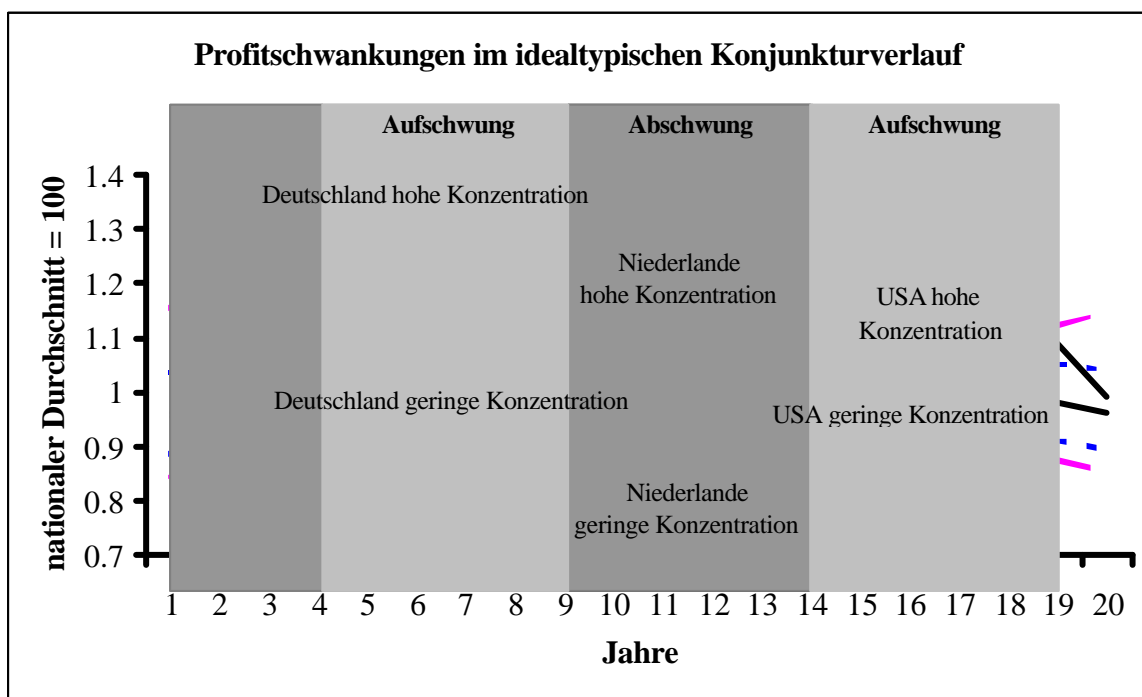 Profitschwankungen im idealtypischen Konjunkturverlauf
Aufschwung
Abschwung
Aufschwung
nationaler Durchschnitt = 100
1.4
1.3
1.2
1.1
1
0.9
0.8
0.7
Deutschland hohe Konzentration
Niederlande
hohe Konzentration
USA hohe
Konzentration
Deutschland geringe Konzentration
USA geringe Konzentration
Niederlande
geringe Konzentration
1 2 3 4 5 6 7 8 9 10 11 12 13 14 15 16 17 18 19 20
Jahre